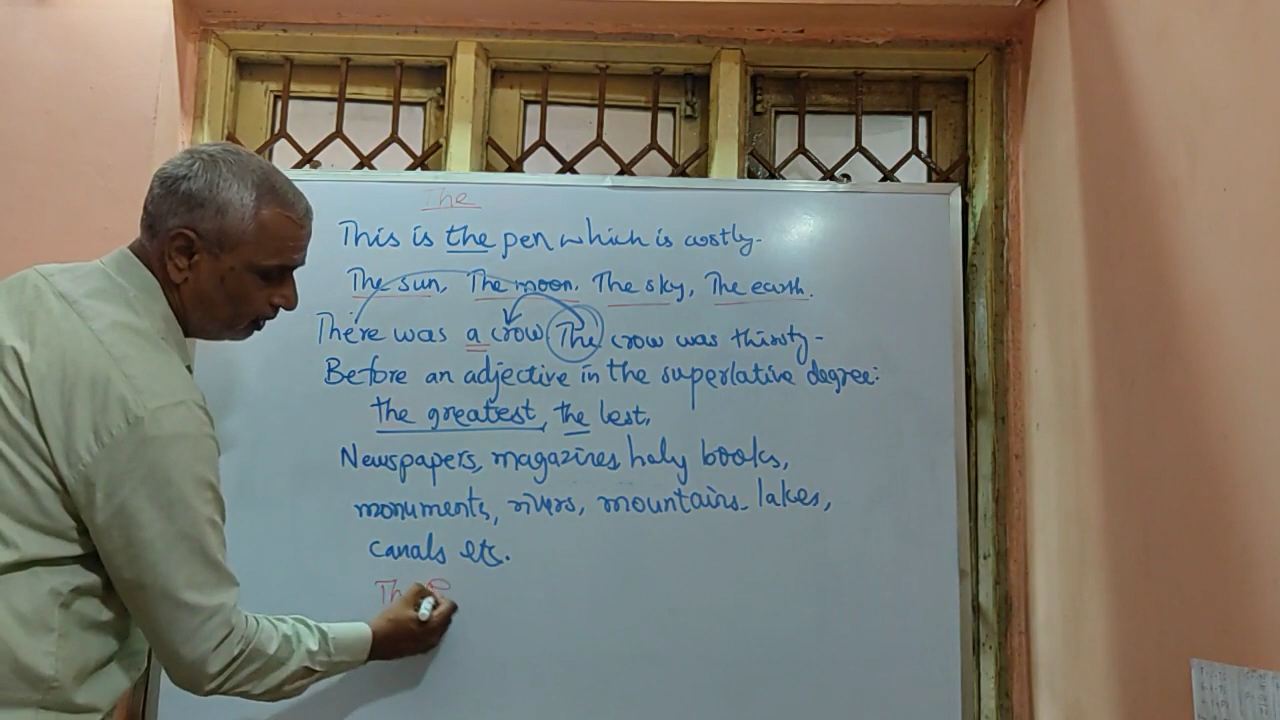 The
This is the pen which is costly.
The sun, The moon, The sky, The earth.
There was a crow The crow was thirsty.
Before an adjective in the superlative degree:
the greatest, the best,
Newspapers, magazines, holy books,
monuments, rivers, mountains, lakes,
canals etc.